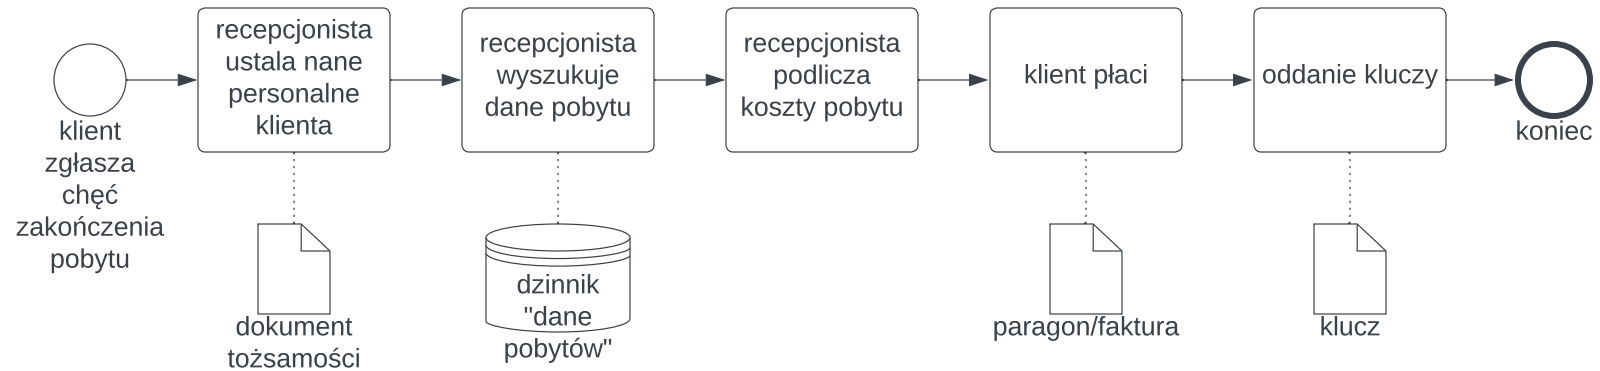 klient
zgłasza
chęć
zakończenia
pobytu
recepcjonista
ustala nane
personalne
klienta
dokument
tożsamości
recepcjonista
wyszukuje
dane pobytu
dzinnik
"dane
pobytów"
recepcjonista
podlicza
koszty pobytu
klient płaci
paragon/faktura
oddanie kluczy
klucz
koniec